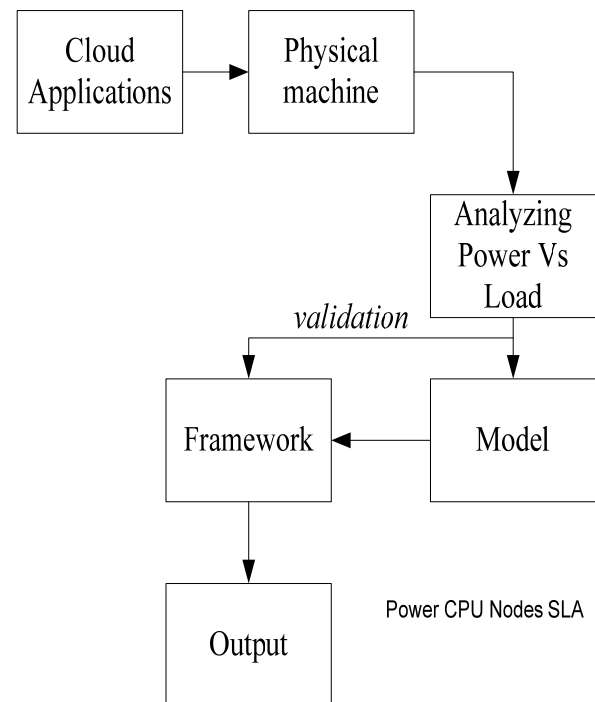 Cloud
Applications
Physical
machine
Analyzing
Power Vs
Load
validation
Framework
Model
Power CPU Nodes SLA
Output